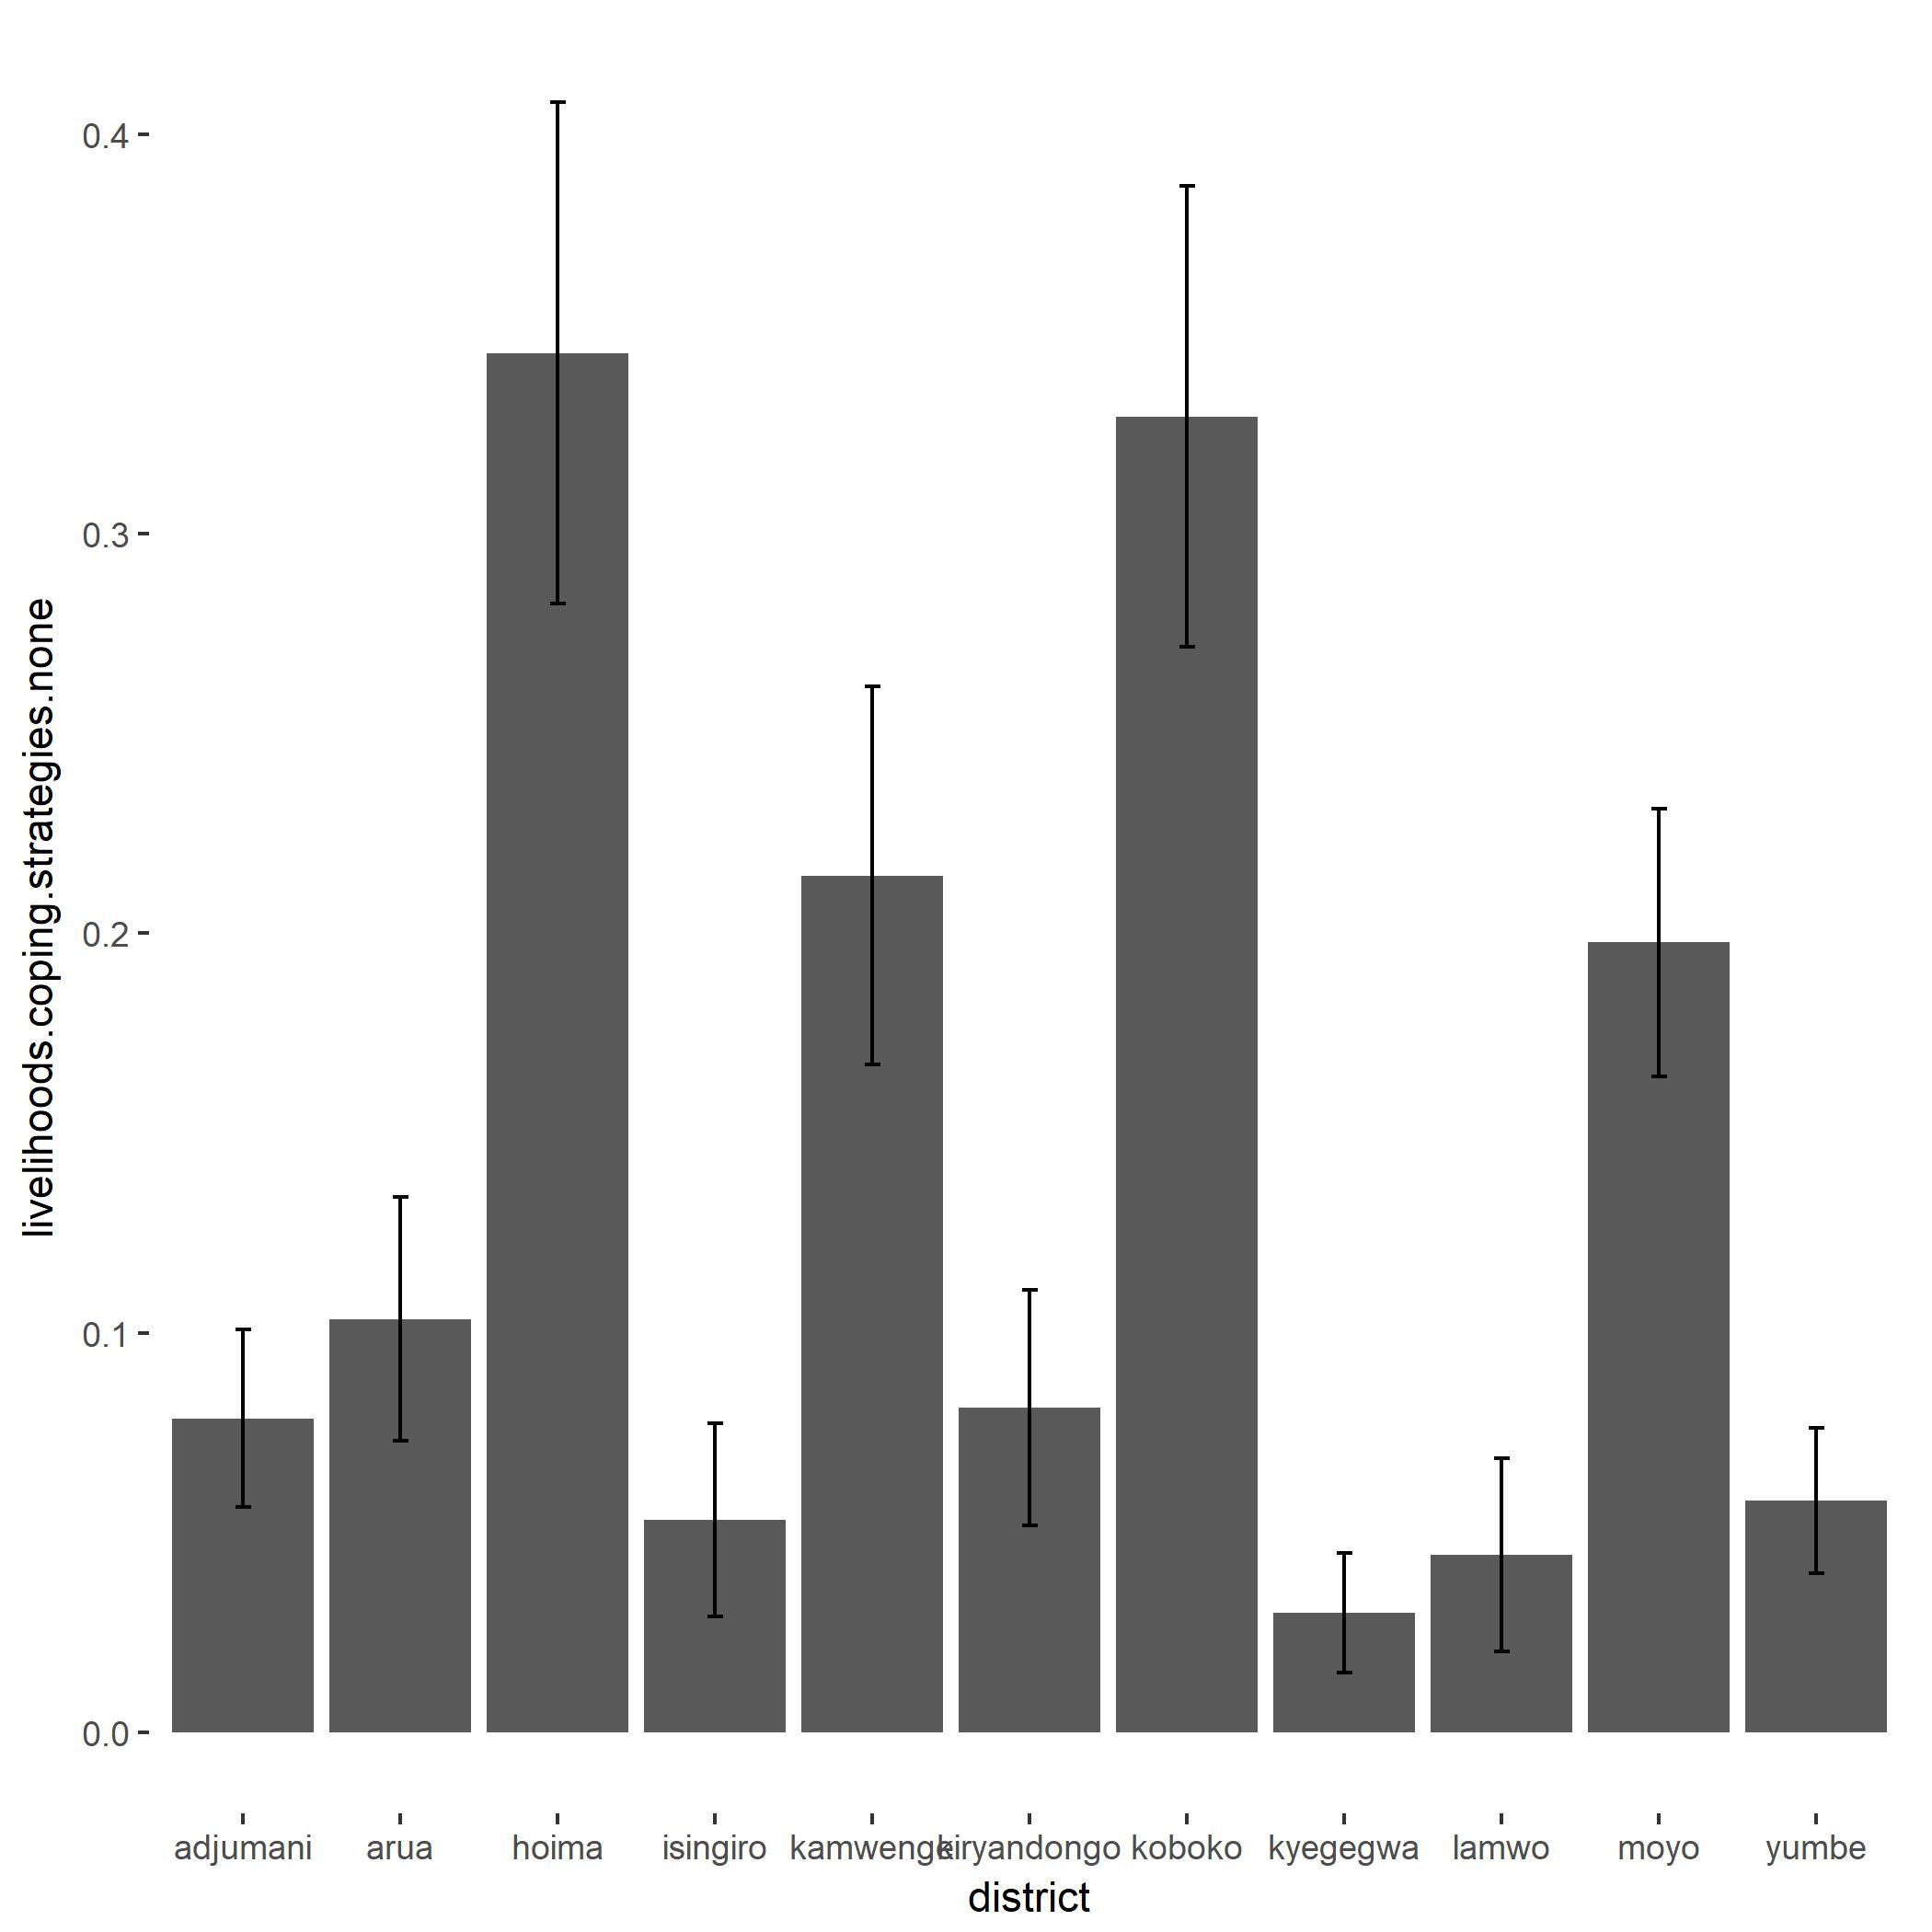 0.4
0.3
0.2
0.1
0.0
livelihoods.coping.strategies.none
adjumani arua hoima isingiro kamwenge kiryandongo koboko kyegegwa lamwo moyo yumbe
district